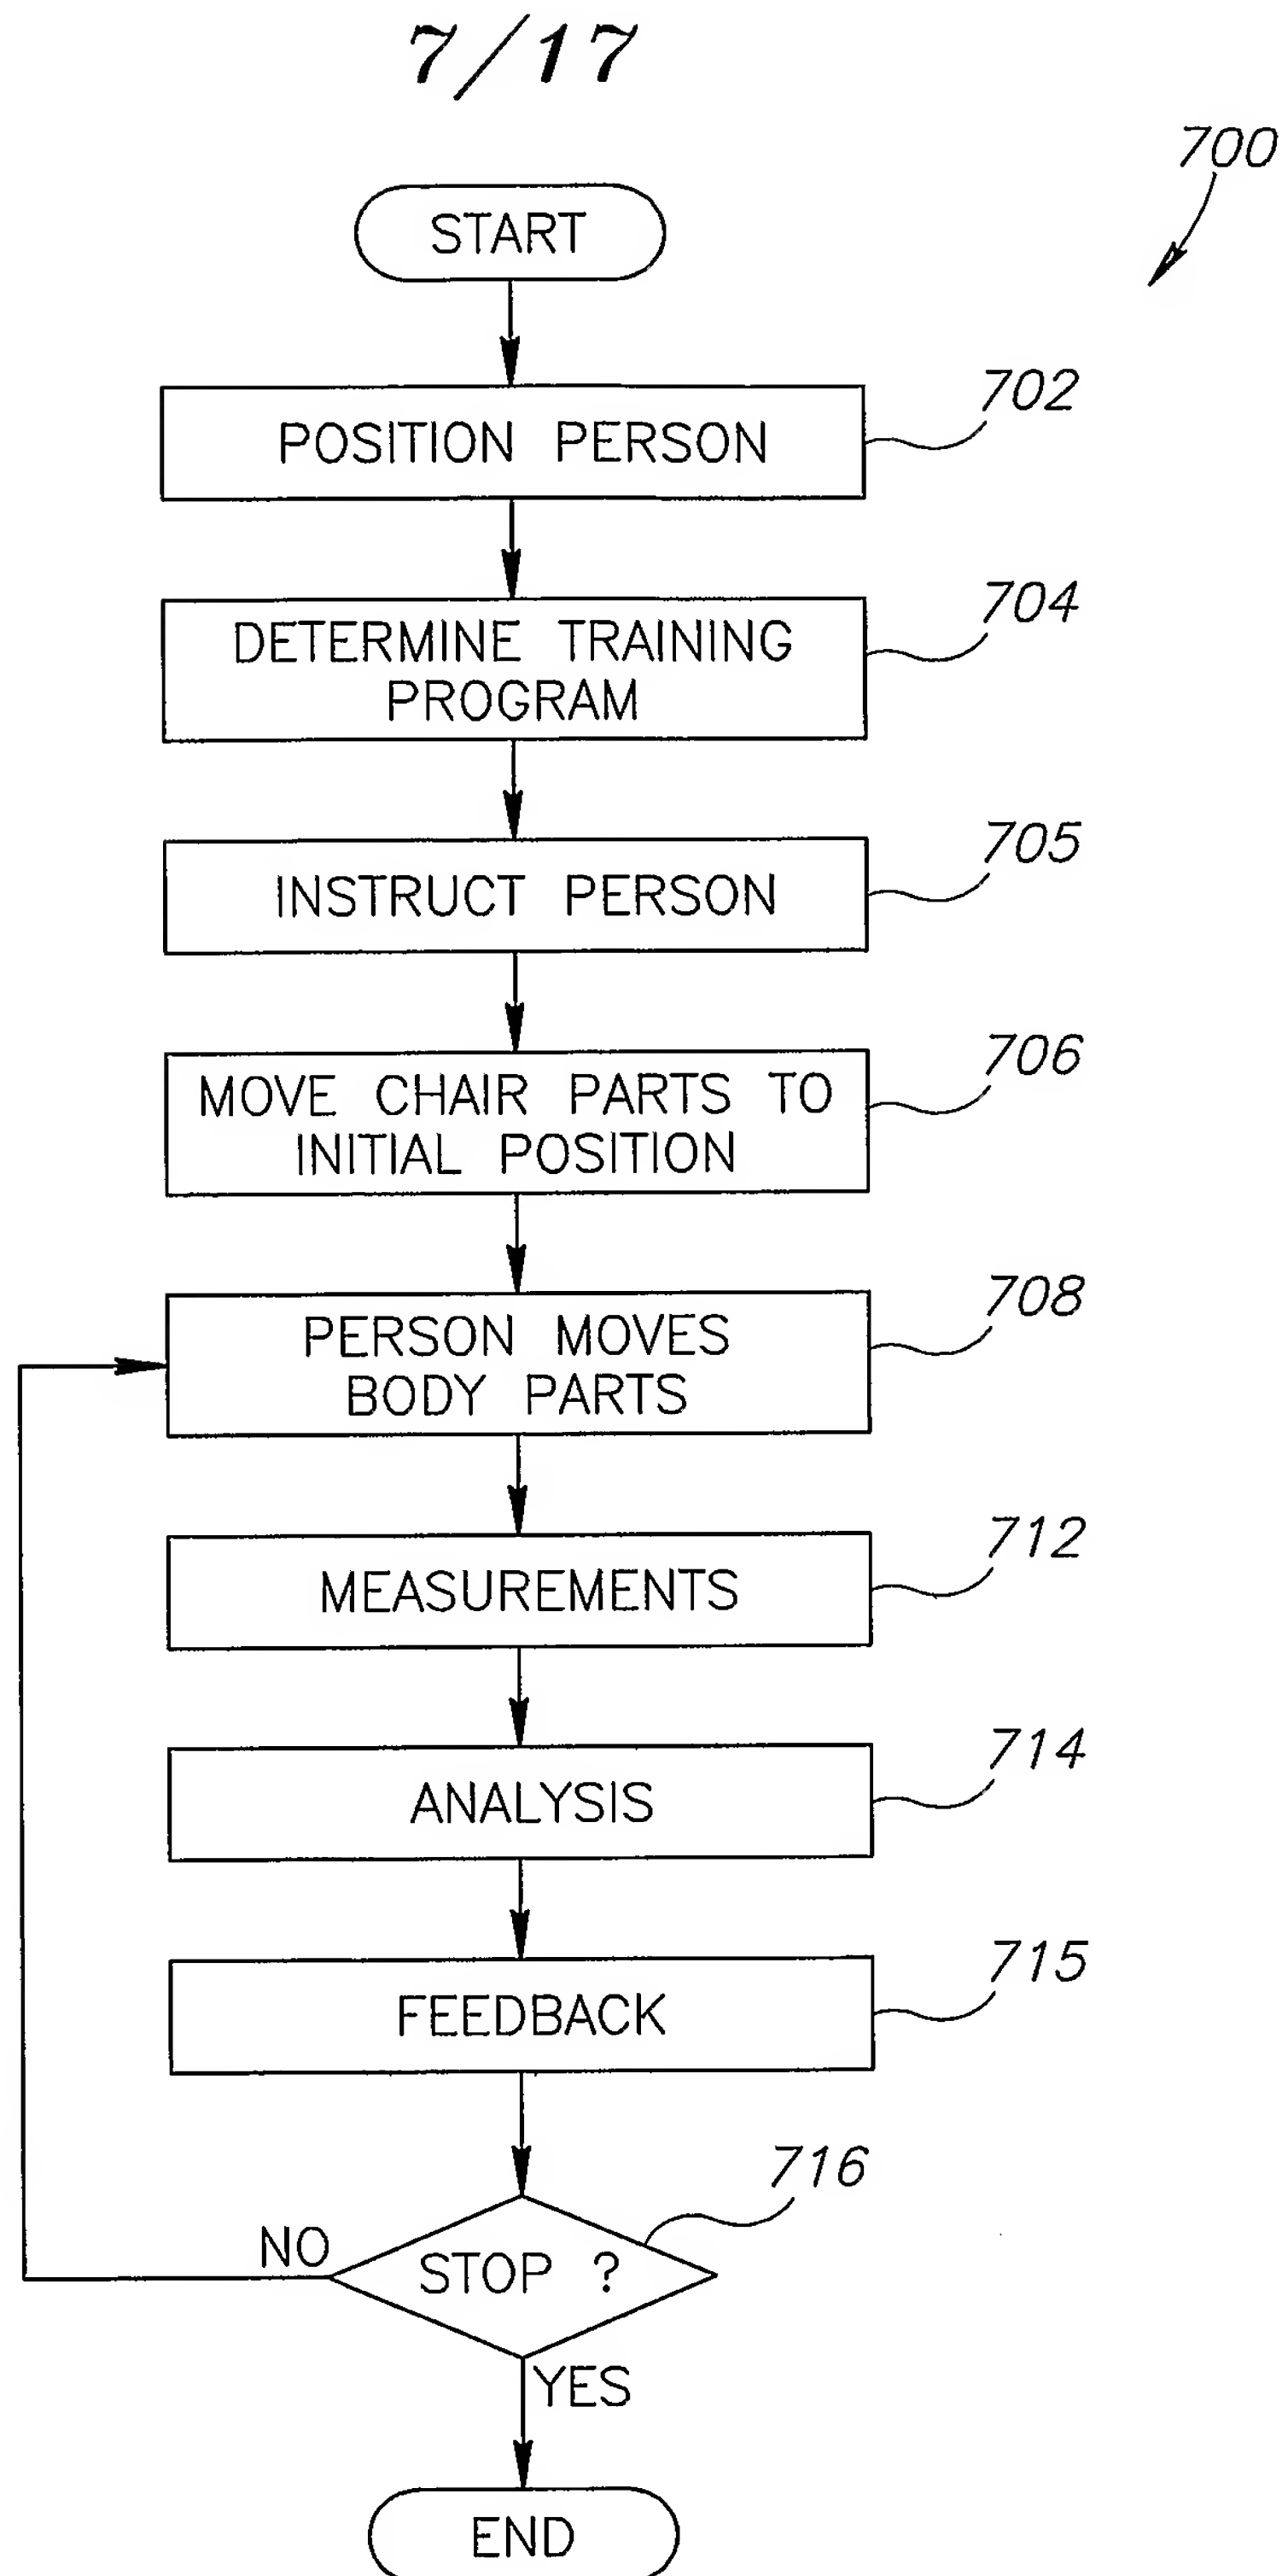 7/17
700
START
702
POSITION PERSON
704
DETERMINE TRAINING
PROGRAM
705
INSTRUCT PERSON
706
MOVE CHAIR PARTS TO
INITIAL POSITION
708
PERSON MOVES
BODY PARTS
712
MEASUREMENTS
714
ANALYSIS
715
FEEDBACK
716
NO
STOP ?
YES
END